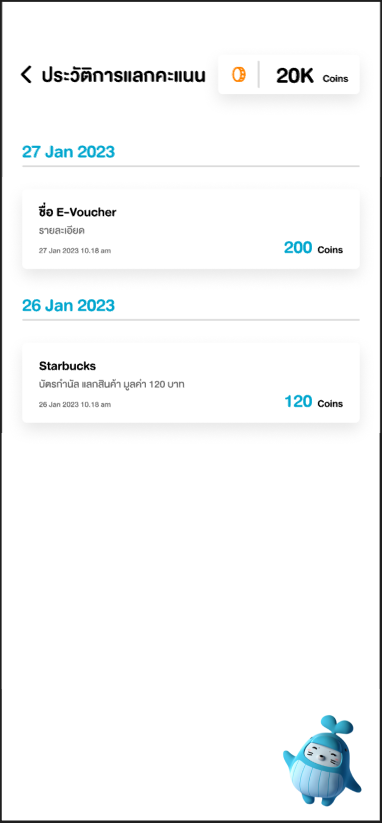 ประวัติการแลกคะแนน
20K Coins
27 Jan 2023
ชื่อ E-Voucher
รายละเอียด
27 Jan 2023 10.18 am
200 Coins
26 Jan 2023
Starbucks
บัตรกำนัล แลกสินค้า มูลค่า 120 บาท
26 Jan 2023 10.18 am
120 Coins